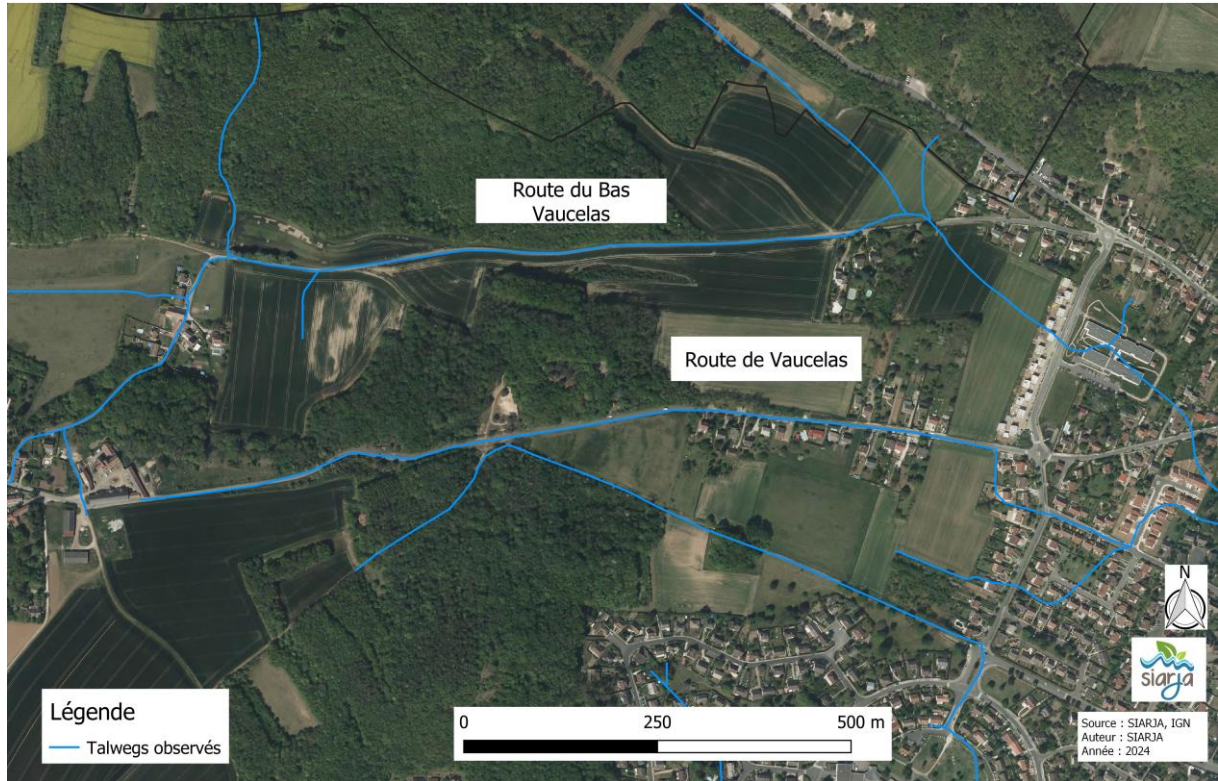 Route du Bas
Vaucelas
Route de Vaucelas
N
siarja
Légende
Talwegs observés
0
250
500 m
Source : SIARJA, IGN
Auteur : SIARJA
Année : 2024